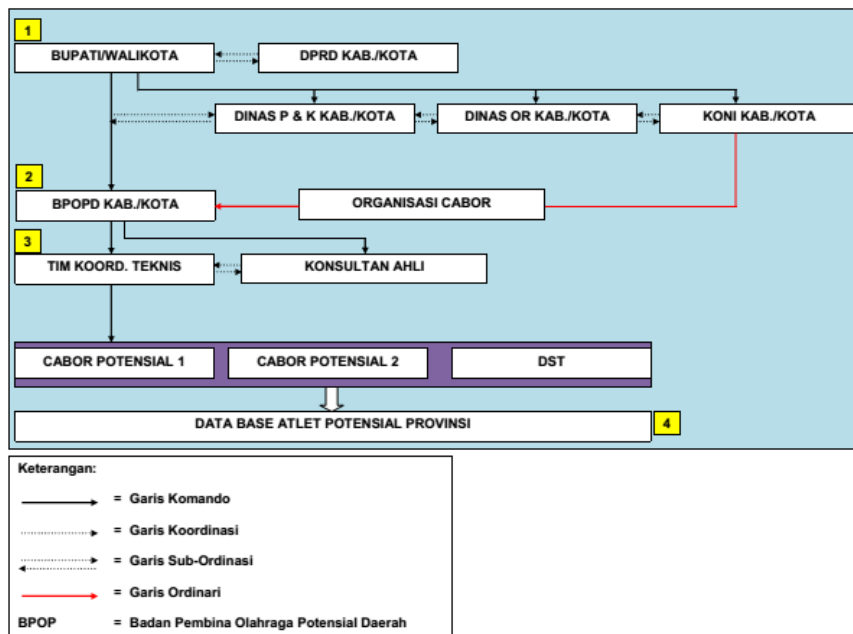 1
BUPATI/WALIKOTA
DPRD KAB./KOTA
DINAS P & K KAB./KOTA
DINAS OR KAB./KOTA
KONI KAB./KOTA
2
BPOPD KAB./KOTA
ORGANISASI CABOR
3
TIM KOORD. TEKNIS
KONSULTAN AHLI
CABOR POTENSIAL 1
CABOR POTENSIAL 2
DST
DATA BASE ATLET POTENSIAL PROVINSI
4
Keterangan:
= Garis Komando
= Garis Koordinasi
= Garis Sub-Ordinasi
= Garis Ordinari
BPOP = Badan Pembina Olahraga Potensial Daerah